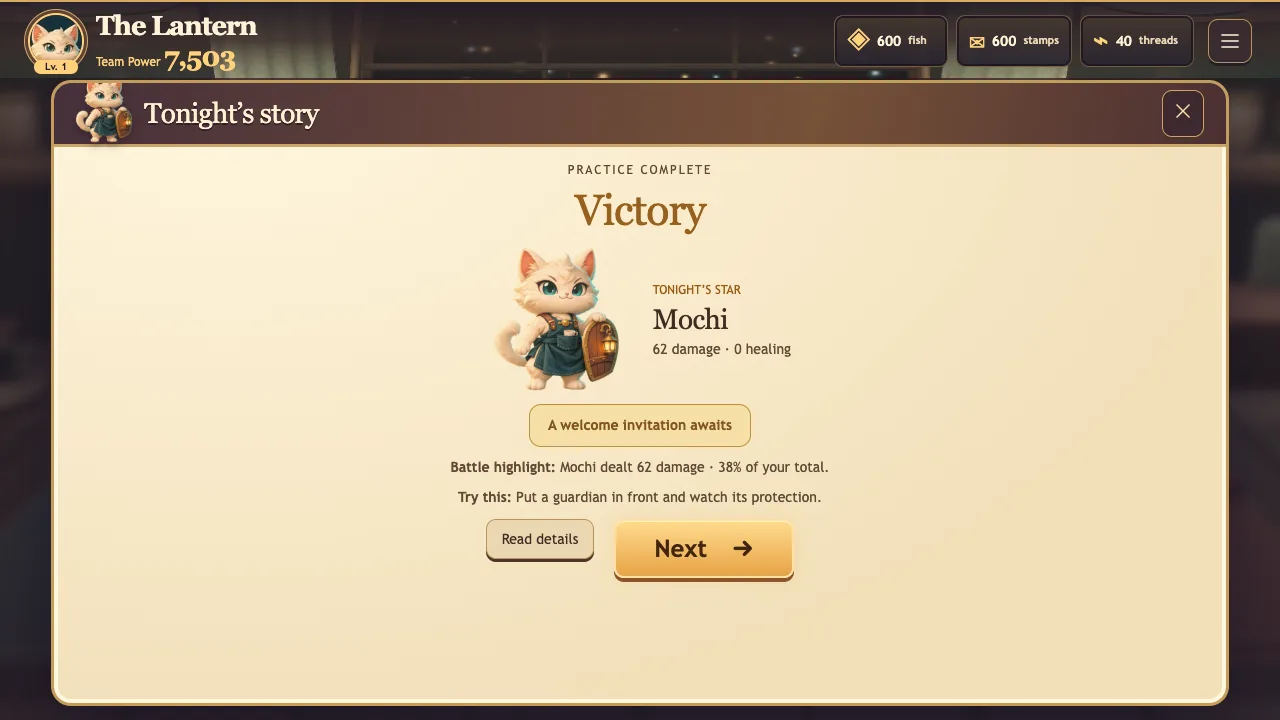 The Lantern
Team Power 7,503
Lv. 1
600 fish
600 stamps
40 threads
Tonight’s story
PRACTICE COMPLETE
Victory
TONIGHT’S STAR
Mochi
62 damage · 0 healing
A welcome invitation awaits
Battle highlight: Mochi dealt 62 damage · 38% of your total.
Try this: Put a guardian in front and watch its protection.
Read details
Next →